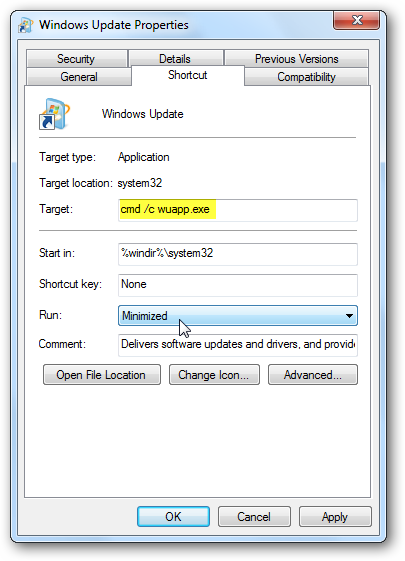 Windows Update Properties
Security Details Previous Versions
General Shortcut Compatibility
Windows Update
Target type: Application
Target location: system32
Target: cmd /c wuapp.exe
Start in: %windir%\system32
Shortcut key: None
Run: Minimized
Comment: Delivers software updates and drivers, and provide
Open File Location Change Icon... Advanced...
OK Cancel Apply